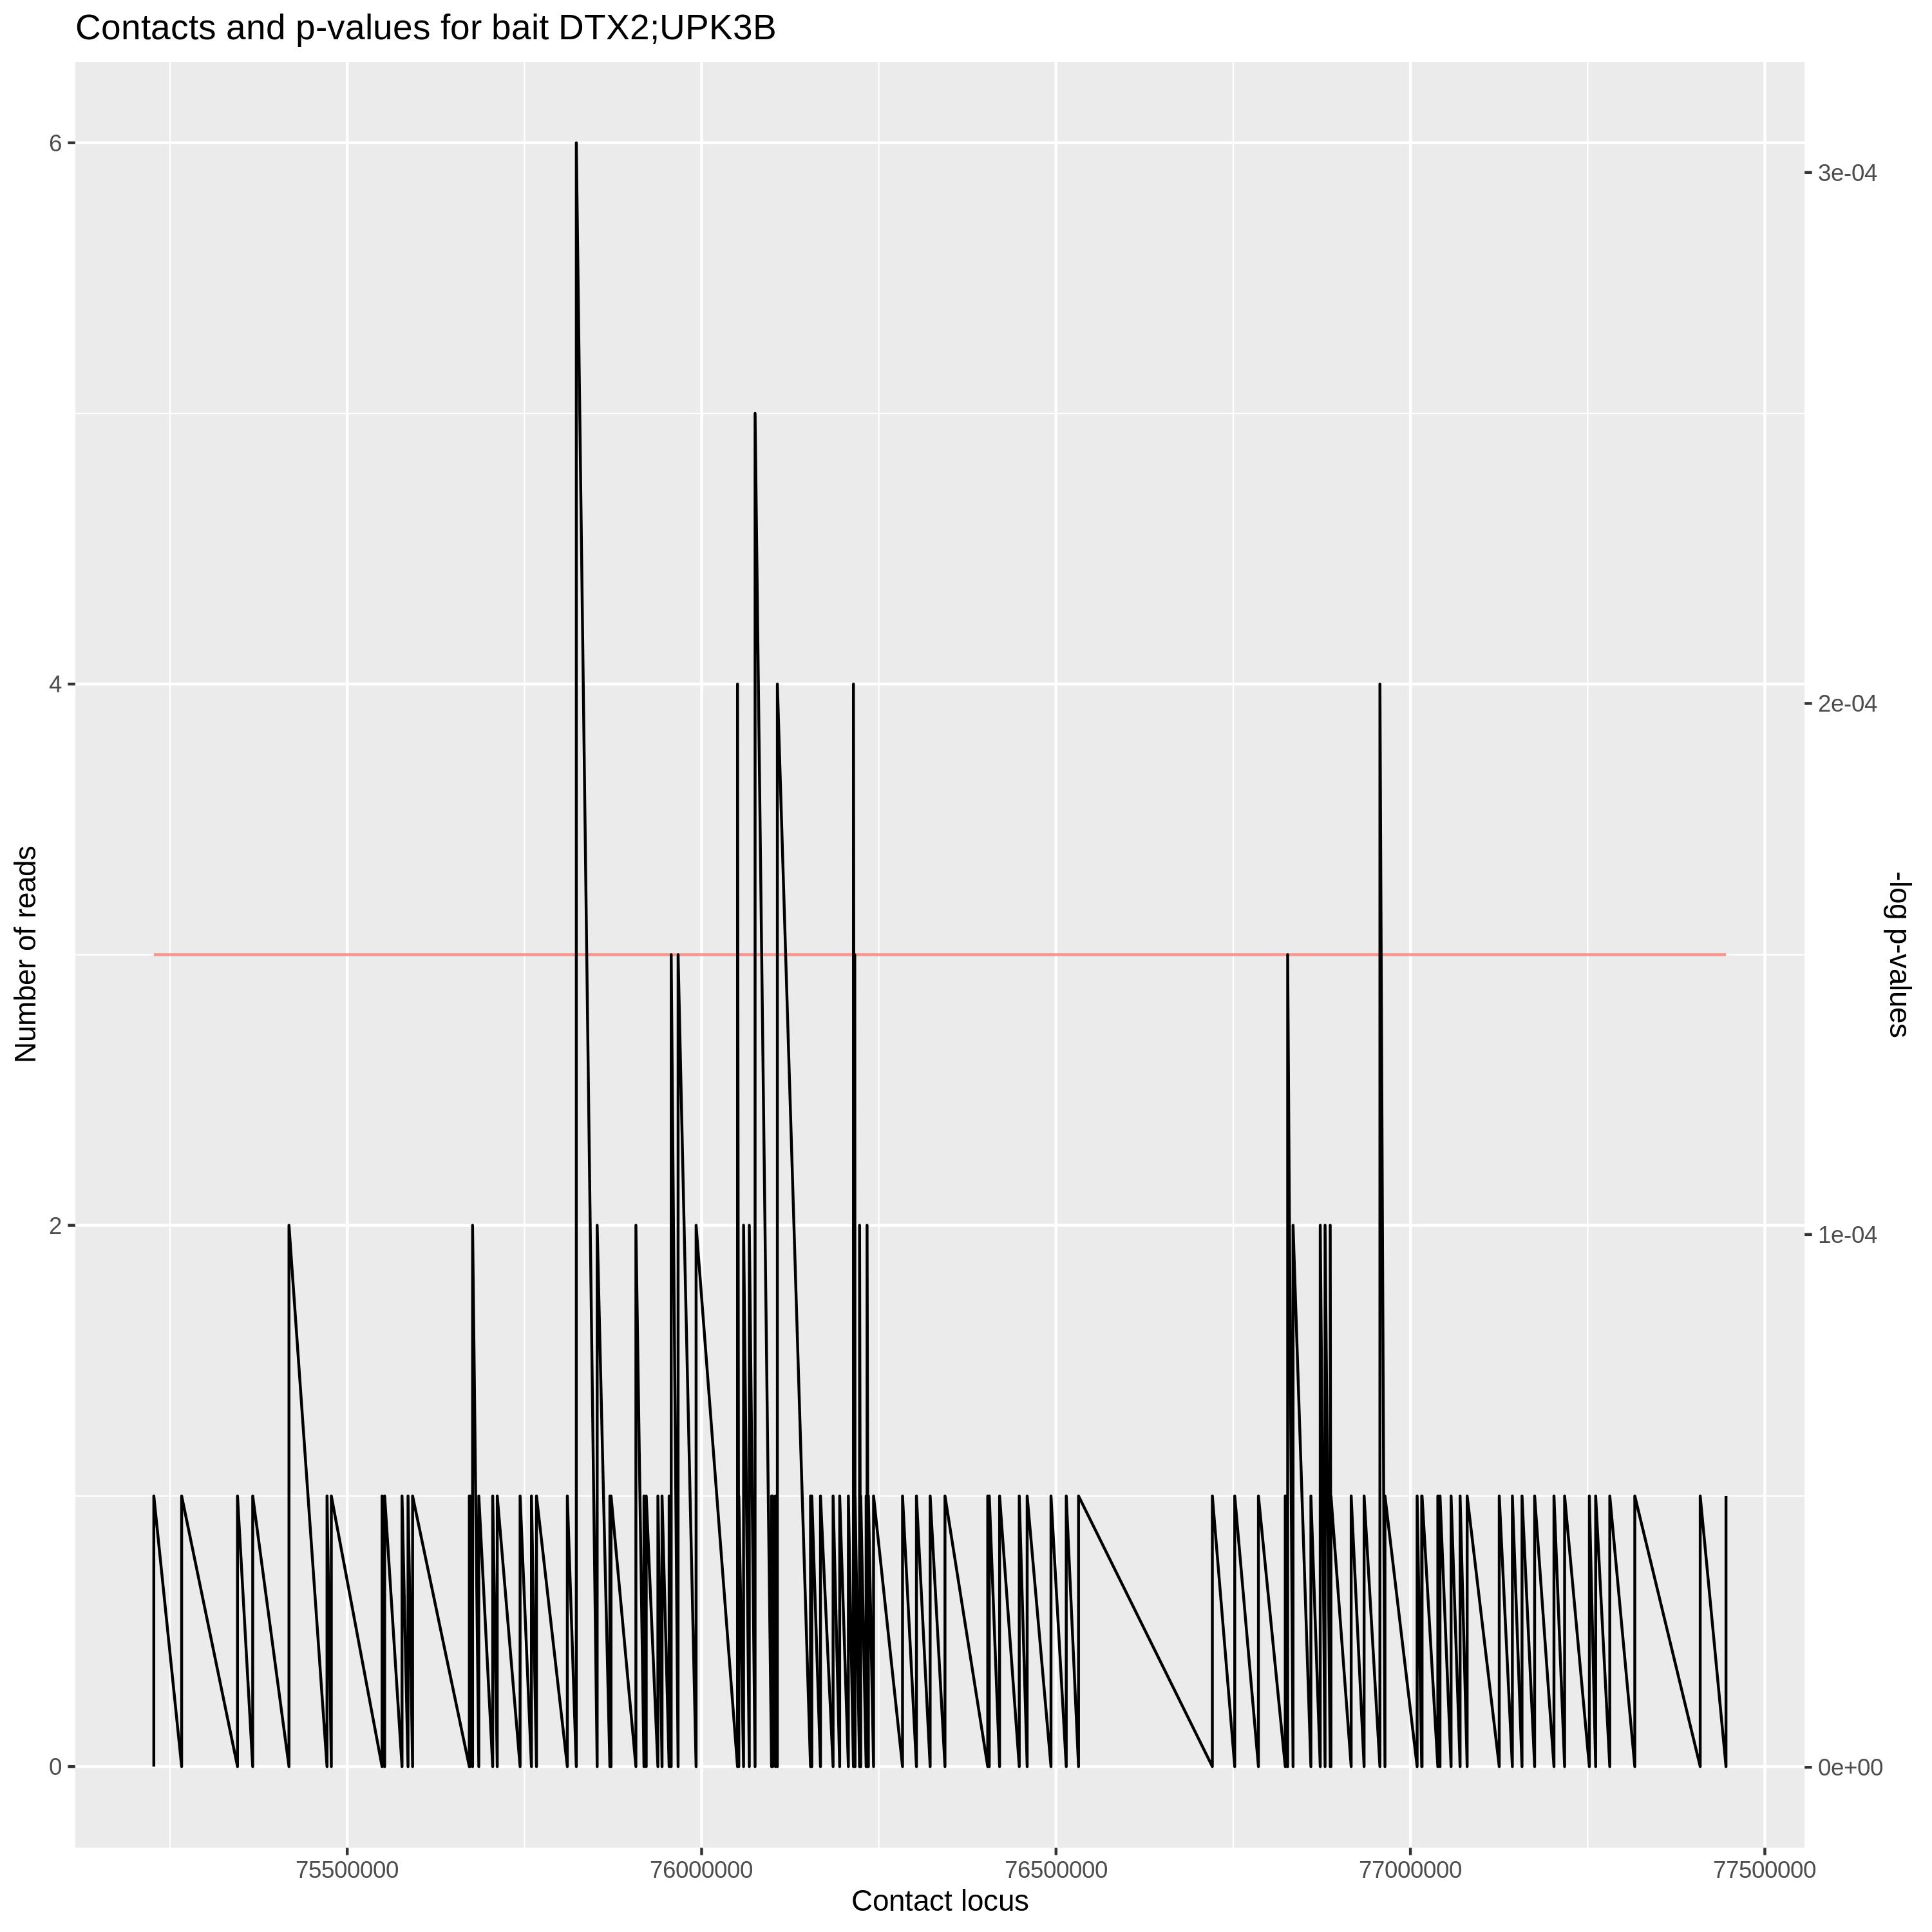 Contacts and p-values for bait DTX2;UPK3B
6
4
2
0
Number of reads
3e-04
2e-04
1e-04
0e+00
-log p-values
75500000
76000000
76500000
77000000
77500000
Contact locus